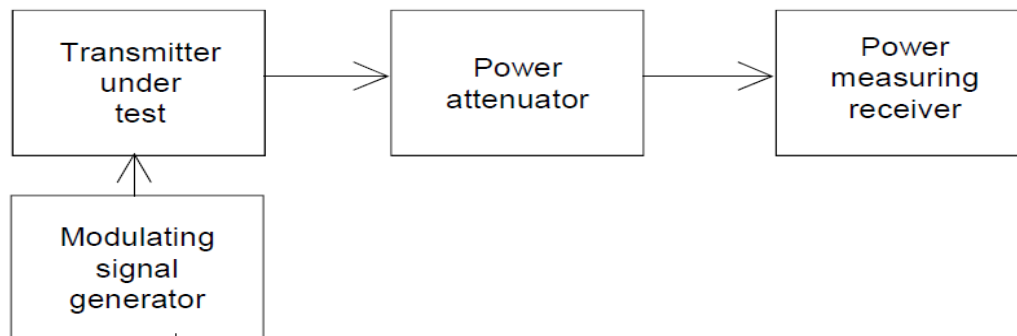 Transmitter
under
test
Power
attenuator
Power
measuring
receiver
Modulating
signal
generator